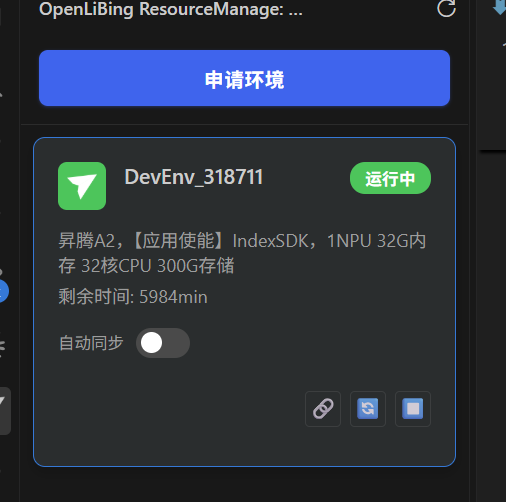 OpenLiBing ResourceManage: ...
申请环境
DevEnv_318711
运行中
昇腾A2，【应用使能】IndexSDK，1NPU 32G内
存 32核CPU 300G存储
剩余时间: 5984min
自动同步